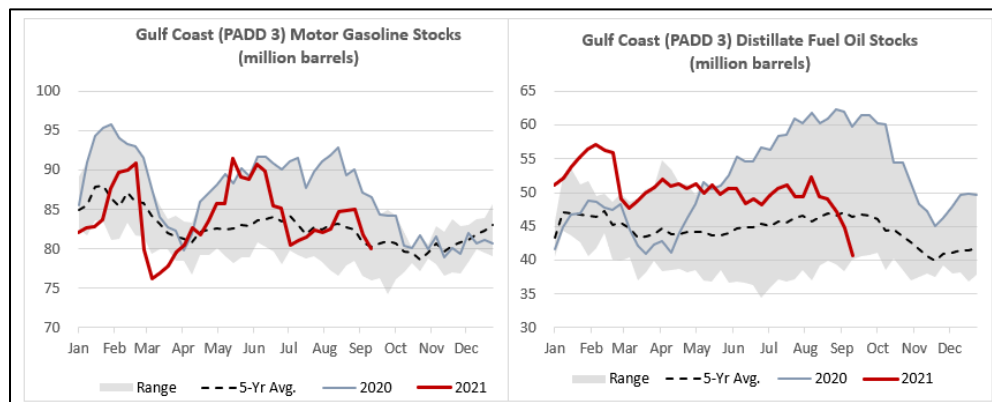 Gulf Coast (PADD 3) Motor Gasoline Stocks
(million barrels)
100
95
90
85
80
75
70
Jan Feb Mar Apr May Jun Jul Aug Sep Oct Nov Dec
Range 5-Yr Avg. 2020 2021
Gulf Coast (PADD 3) Distillate Fuel Oil Stocks
(million barrels)
65
60
55
50
45
40
35
30
Jan Feb Mar Apr May Jun Jul Aug Sep Oct Nov Dec
Range 5-Yr Avg. 2020 2021